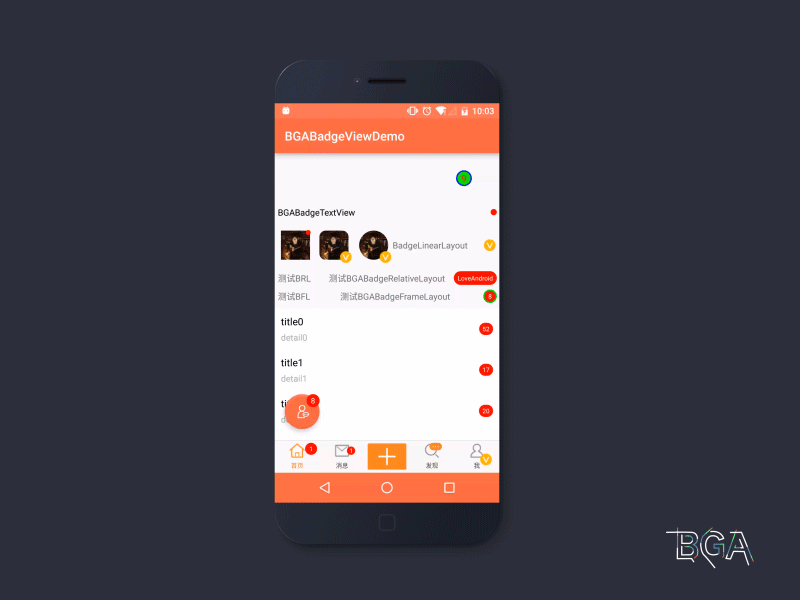 10:03
BGABadgeViewDemo
BGABadgeTextView
V
V
BadgeLinearLayout
V
测试BRL
测试BGABadgeRelativeLayout
LoveAndroid
测试BFL
测试BGABadgeFrameLayout
8
title0
52
detail0
title1
17
detail1
8
20
1
1
V
首页
消息
发现
我
BGA